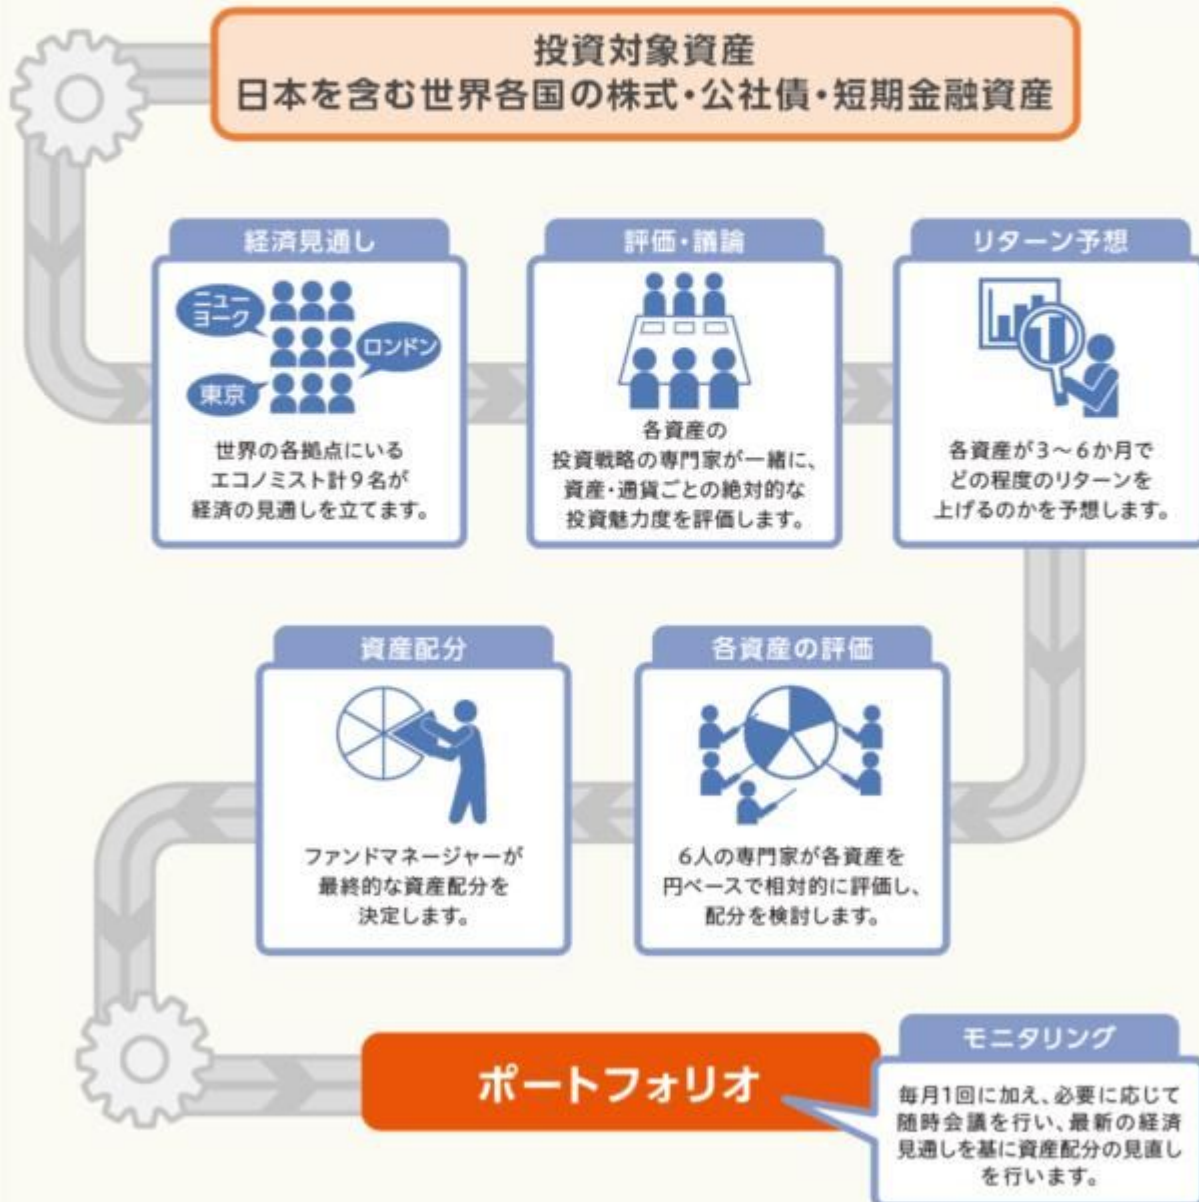 投資対象資産
日本を含む世界各国の株式・公社債・短期金融資産
経済見通し
ニュー
ヨーク
ロンドン
東京
世界の各拠点にいる
エコノミスト計9名が
経済の見通しを立てます。
評価・議論
各資産の
投資戦略の専門家が一緒に、
資産・通貨ごとの絶対的な
投資魅力度を評価します。
リターン予想
各資産が3～6か月で
どの程度のリターンを
上げるのかを予想します。
各資産の評価
6人の専門家が各資産を
円ベースで相対的に評価し、
配分を検討します。
資産配分
ファンドマネージャーが
最終的な資産配分を
決定します。
ポートフォリオ
モニタリング
毎月1回に加え、必要に応じて
随時会議を行い、最新の経済
見通しを基に資産配分の見直し
を行います。